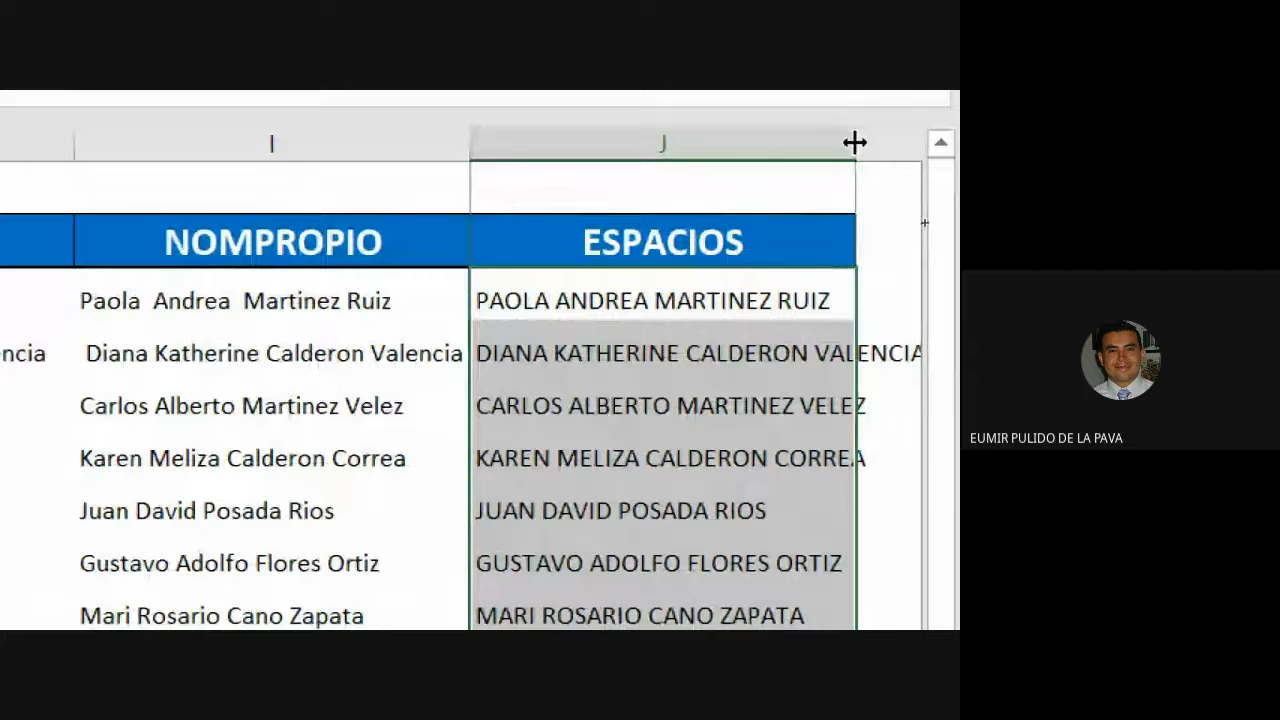 I J
NOMPROPIO ESPACIOS
Paola  Andrea  Martinez Ruiz PAOLA ANDREA MARTINEZ RUIZ
ncia Diana Katherine Calderon Valencia DIANA KATHERINE CALDERON VALENCIA
Carlos Alberto Martinez Velez CARLOS ALBERTO MARTINEZ VELEZ
Karen Meliza Calderon Correa KAREN MELIZA CALDERON CORREA
Juan David Posada Rios JUAN DAVID POSADA RIOS
Gustavo Adolfo Flores Ortiz GUSTAVO ADOLFO FLORES ORTIZ
Mari Rosario Cano Zapata MARI ROSARIO CANO ZAPATA
EUMIR PULIDO DE LA PAVA